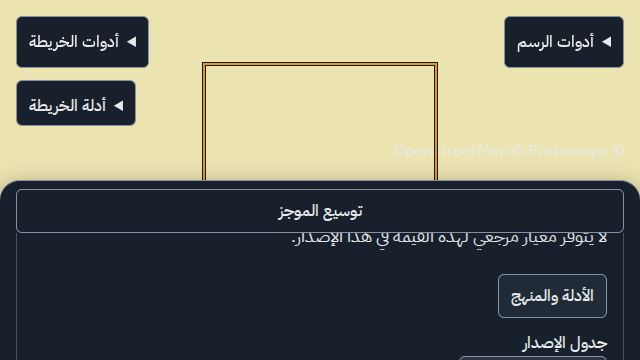 أدوات الرسم
أدوات الخريطة
أدلة الخريطة
OpenStreetMap © Protomaps ©
توسيع الموجز
لا يتوفر معيار مرجعي لهذه القيمة في هذا الإصدار.
الأدلة والمنهج
جدول الإصدار